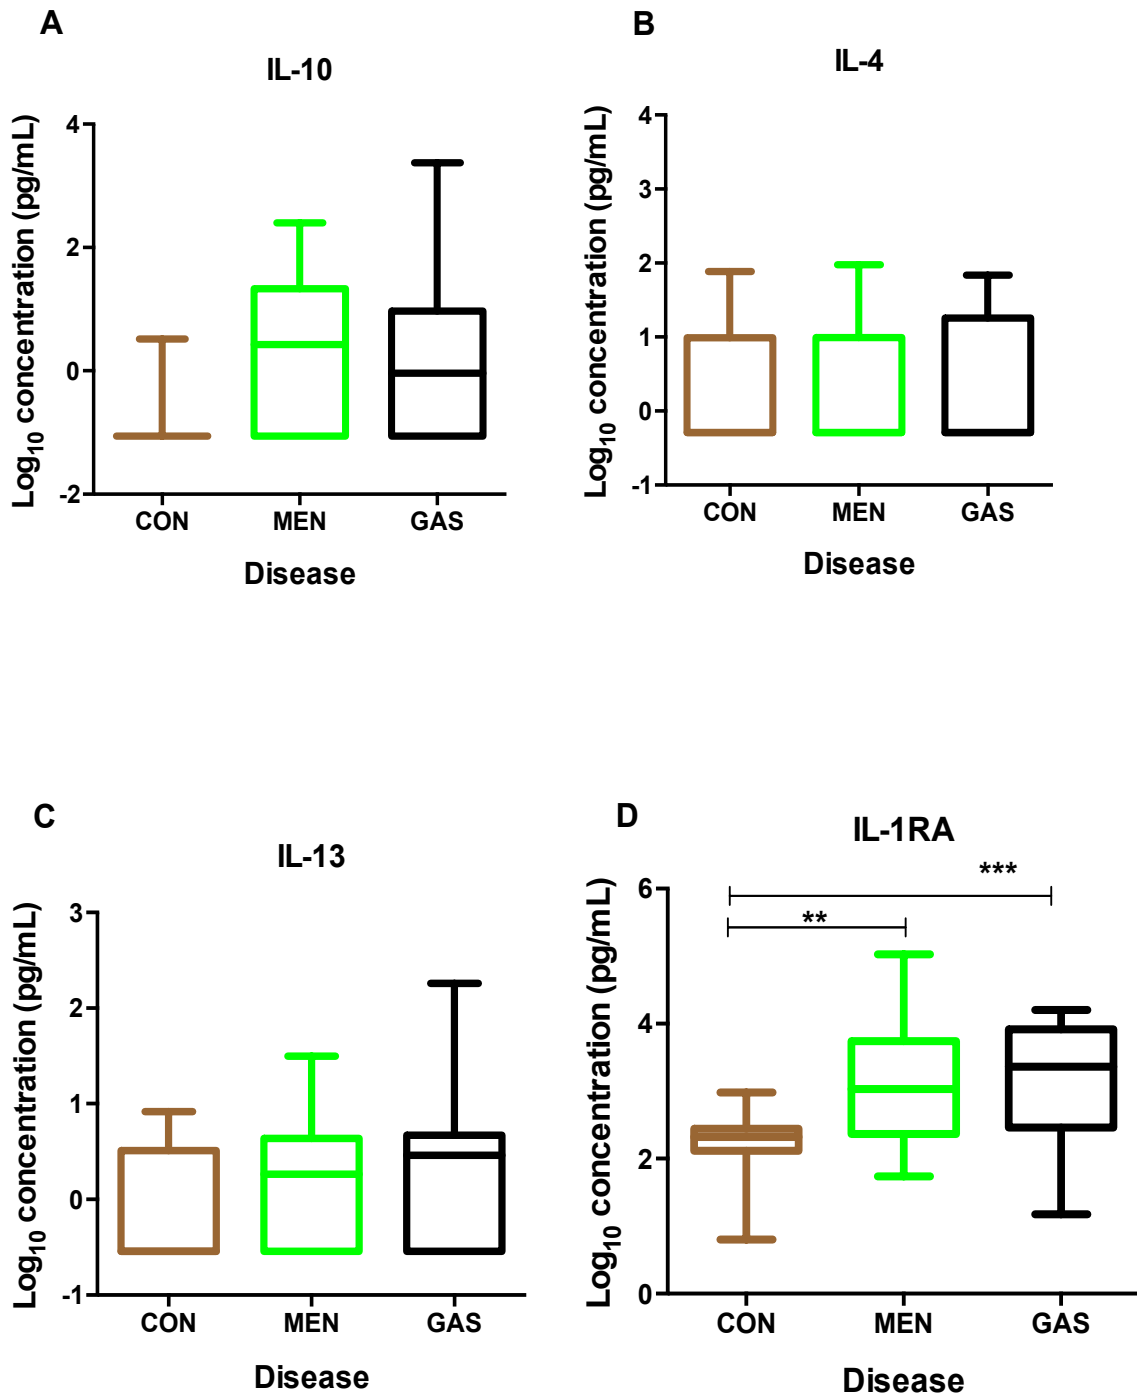 A
IL-10
Log10 concentration (pg/mL)
4
2
0
-2
CON MEN GAS
Disease
B
IL-4
Log10 concentration (pg/mL)
4
3
2
1
0
-1
CON MEN GAS
Disease
C
IL-13
Log10 concentration (pg/mL)
3
2
1
0
-1
CON MEN GAS
Disease
D
IL-1RA
Log10 concentration (pg/mL)
***
**
6
4
2
0
CON MEN GAS
Disease